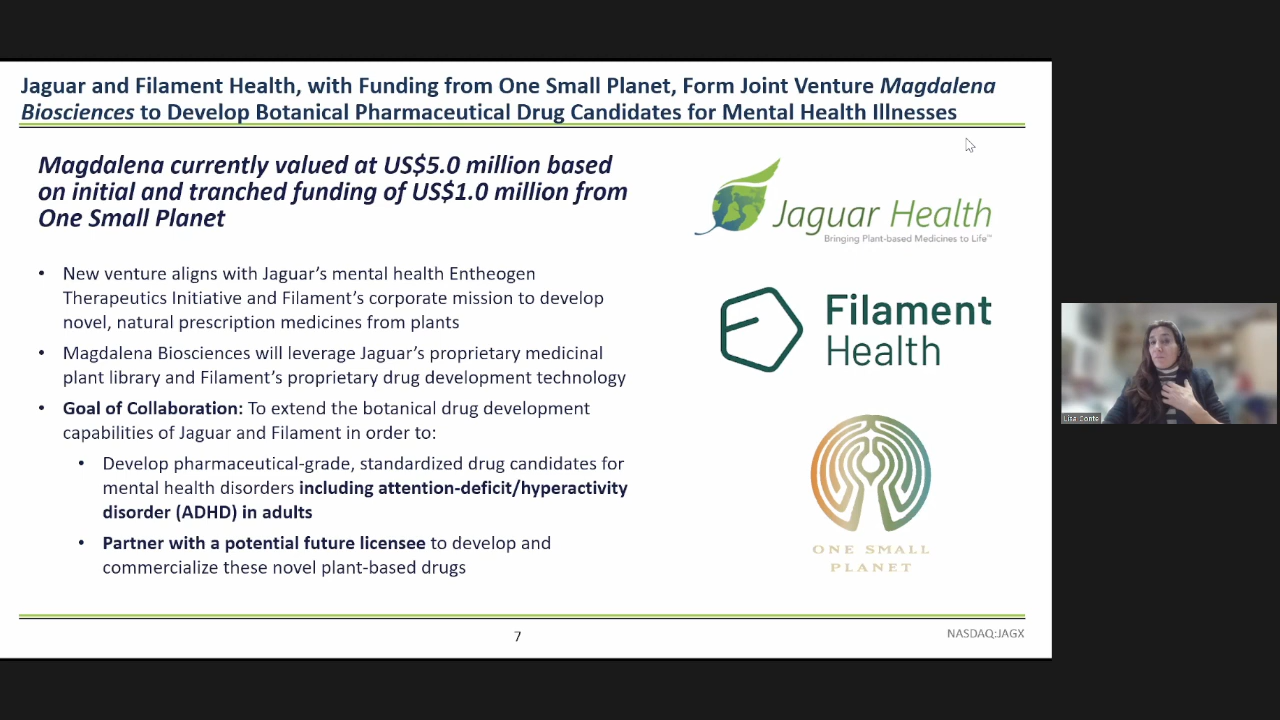 Jaguar and Filament Health, with Funding from One Small Planet, Form Joint Venture Magdalena
Biosciences to Develop Botanical Pharmaceutical Drug Candidates for Mental Health Illnesses
Magdalena currently valued at US$5.0 million based
on initial and tranched funding of US$1.0 million from
One Small Planet
• New venture aligns with Jaguar’s mental health Entheogen
Therapeutics Initiative and Filament’s corporate mission to develop
novel, natural prescription medicines from plants
• Magdalena Biosciences will leverage Jaguar’s proprietary medicinal
plant library and Filament’s proprietary drug development technology
• Goal of Collaboration: To extend the botanical drug development
capabilities of Jaguar and Filament in order to:
• Develop pharmaceutical-grade, standardized drug candidates for
mental health disorders including attention-deficit/hyperactivity
disorder (ADHD) in adults
• Partner with a potential future licensee to develop and
commercialize these novel plant-based drugs
Jaguar Health
Bringing Plant-based Medicines to Life™
Filament
Health
ONE SMALL
PLANET
Lisa Conte
7
NASDAQ:JAGX